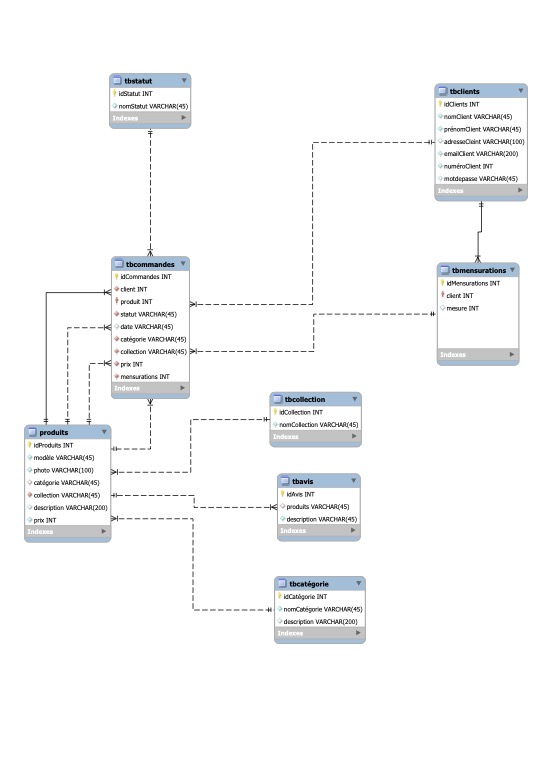 tbstatut
idStatut INT
nomStatut VARCHAR(45)
Indexes
tbclients
idClients INT
nomClient VARCHAR(45)
prénomClient VARCHAR(45)
adresseCleint VARCHAR(100)
emailClient VARCHAR(200)
numéroClient INT
motdepasse VARCHAR(45)
Indexes
tbcommandes
idCommandes INT
client INT
produit INT
statut VARCHAR(45)
date VARCHAR(45)
catégorie VARCHAR(45)
collection VARCHAR(45)
prix INT
mensurations INT
Indexes
tbmensurations
idMensurations INT
client INT
mesure INT
Indexes
tbcollection
idCollection INT
nomCollection VARCHAR(45)
Indexes
produits
idProduits INT
modèle VARCHAR(45)
photo VARCHAR(100)
catégorie VARCHAR(45)
collection VARCHAR(45)
description VARCHAR(200)
prix INT
Indexes
tbavis
idAvis INT
produits VARCHAR(45)
description VARCHAR(45)
Indexes
tbcatégorie
idCatégorie INT
nomCatégorie VARCHAR(45)
description VARCHAR(200)
Indexes